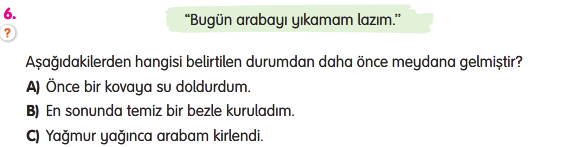 6.
?
“Bugün arabayı yıkamam lazım.”
Aşağıdakilerden hangisi belirtilen durumdan daha önce meydana gelmiştir?
A) Önce bir kovaya su doldurdum.
B) En sonunda temiz bir bezle kuruladım.
C) Yağmur yağınca arabam kirlendi.